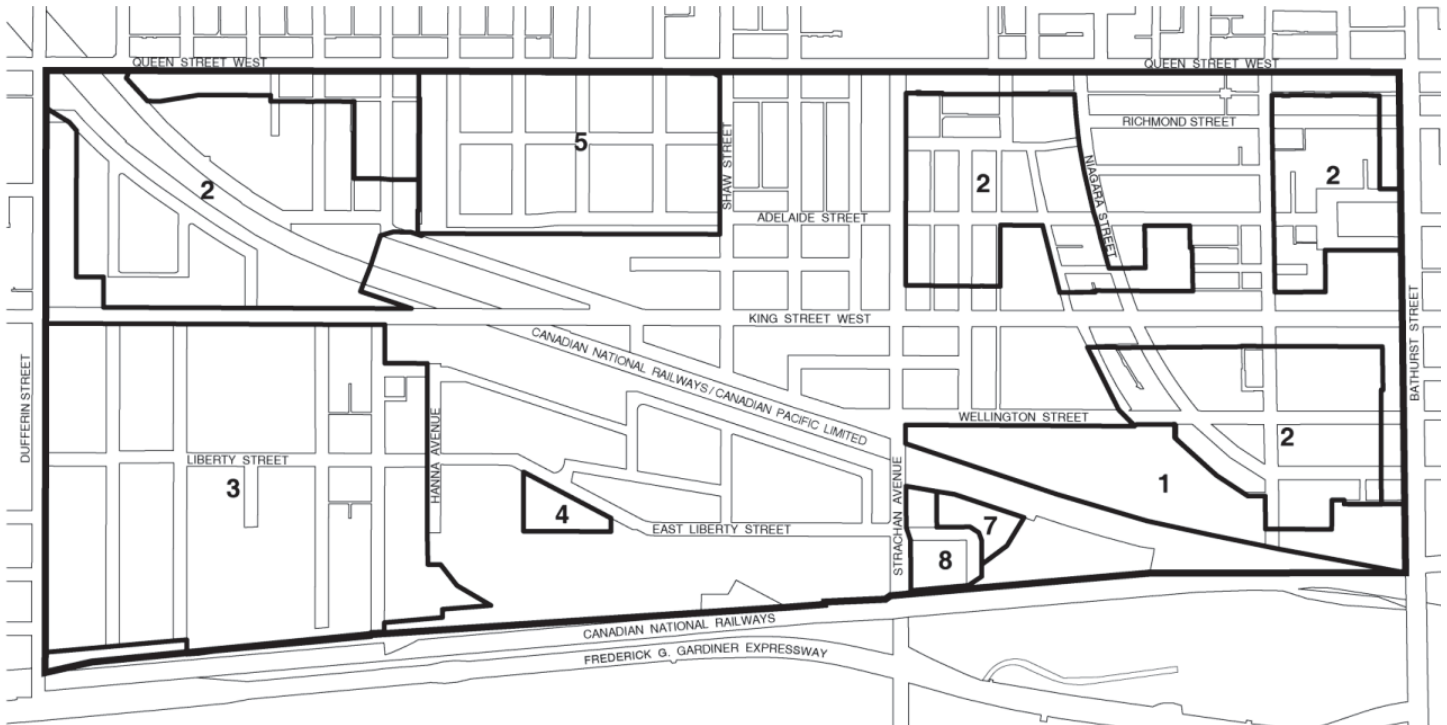 QUEEN STREET WEST
QUEEN STREET WEST
RICHMOND STREET
5
SHAW STREET
NIAGARA STREET
2
2
2
ADELAIDE STREET
KING STREET WEST
BATHURST STREET
CANADIAN NATIONAL RAILWAYS / CANADIAN PACIFIC LIMITED
DUFFERIN STREET
WELLINGTON STREET
HANNA AVENUE
2
LIBERTY STREET
3
1
STRACHAN AVENUE
4
EAST LIBERTY STREET
7
8
CANADIAN NATIONAL RAILWAYS
FREDERICK G. GARDINER EXPRESSWAY